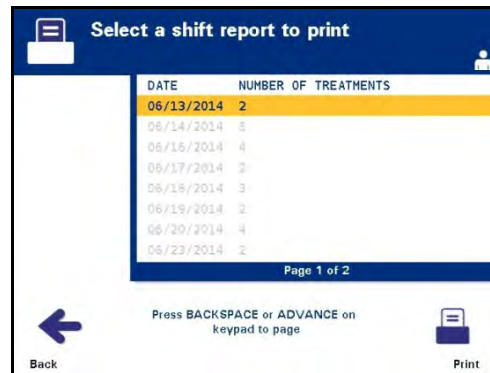 Select a shift report to print
DATE NUMBER OF TREATMENTS
06/13/2014 2
06/14/2014
06/16/2014 4
06/17/2014 2
06/18/2014 3
06/19/2014 2
06/20/2014 4
06/23/2014 2
Page 1 of 2
Press BACKSPACE or ADVANCE on
keypad to page
Back
Print